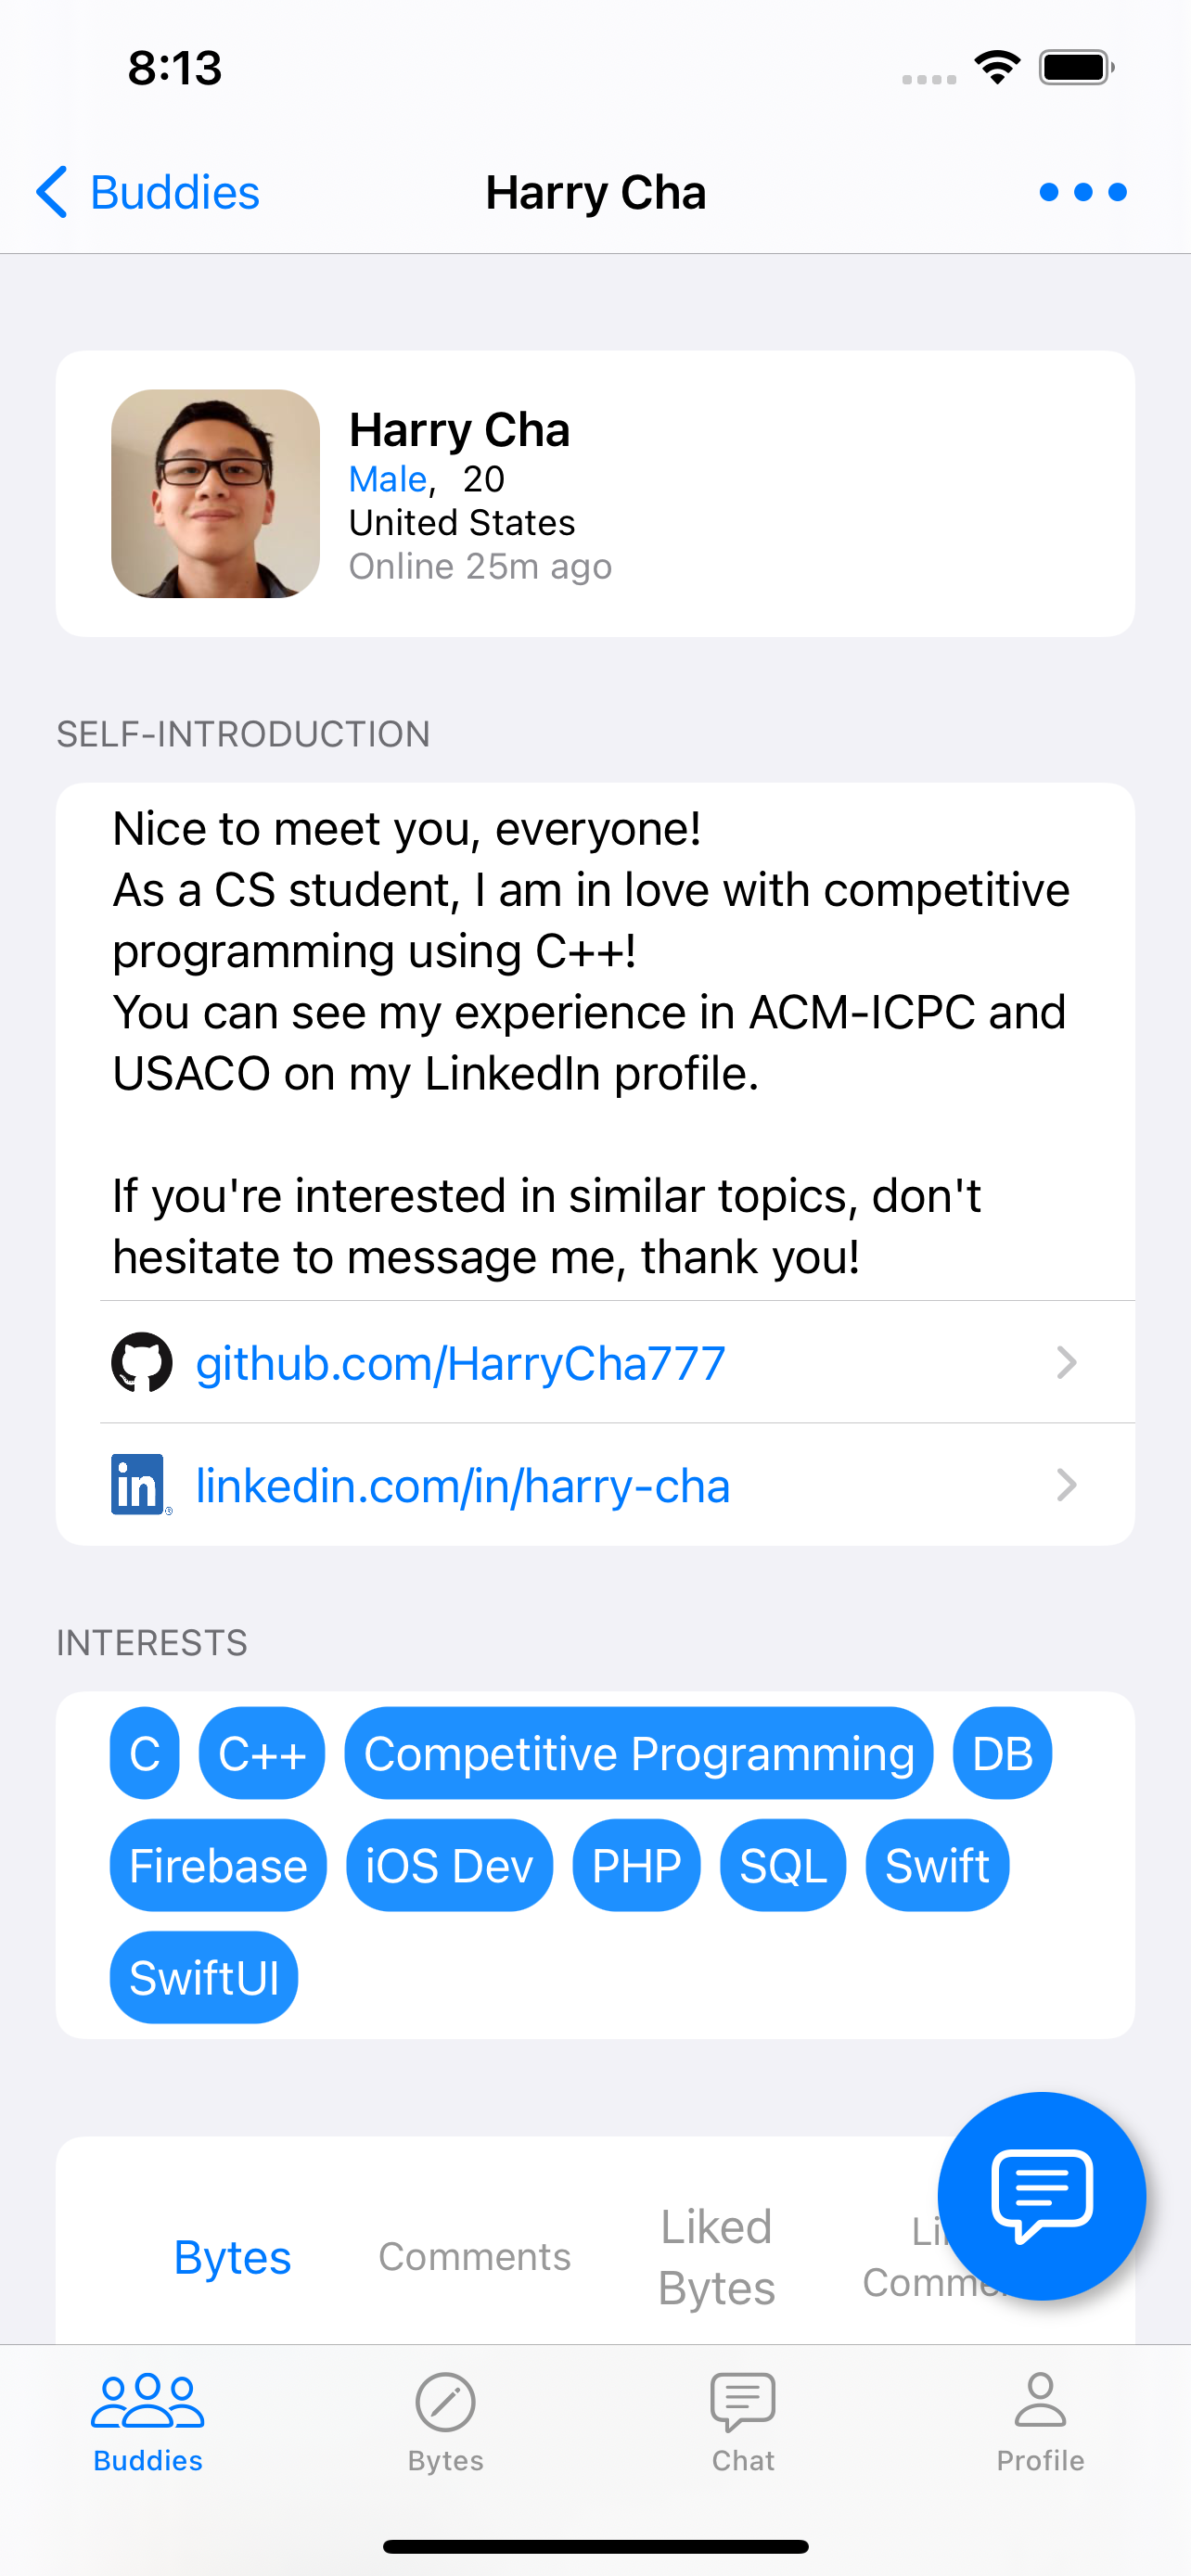 8:13
Buddies
Harry Cha
Harry Cha
Male, 20
United States
Online 25m ago
SELF-INTRODUCTION
Nice to meet you, everyone!
As a CS student, I am in love with competitive
programming using C++!
You can see my experience in ACM-ICPC and
USACO on my LinkedIn profile.
If you're interested in similar topics, don't
hesitate to message me, thank you!
github.com/HarryCha777
in
linkedin.com/in/harry-cha
INTERESTS
C C++ Competitive Programming DB
Firebase iOS Dev PHP SQL Swift
SwiftUI
Bytes
Comments
Liked
Bytes
Buddies
Bytes
Chat
Profile